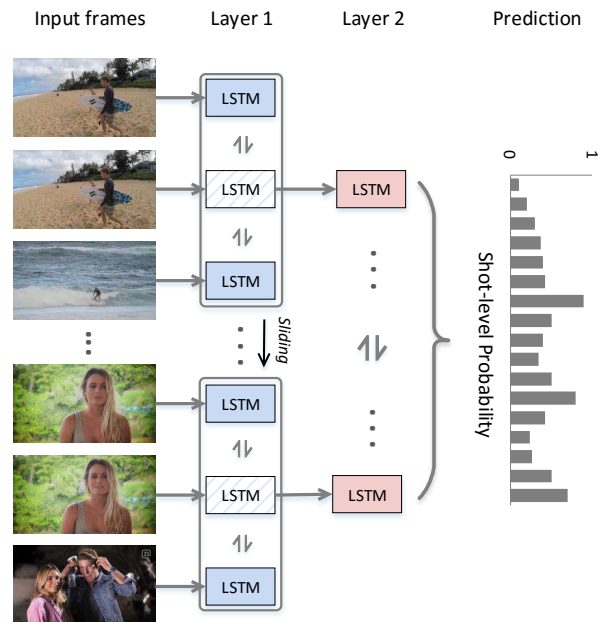 Input frames
Layer 1
Layer 2
Prediction
LSTM
LSTM
LSTM
LSTM
Sliding
LSTM
LSTM
LSTM
LSTM
0
1
Shot-level Probability